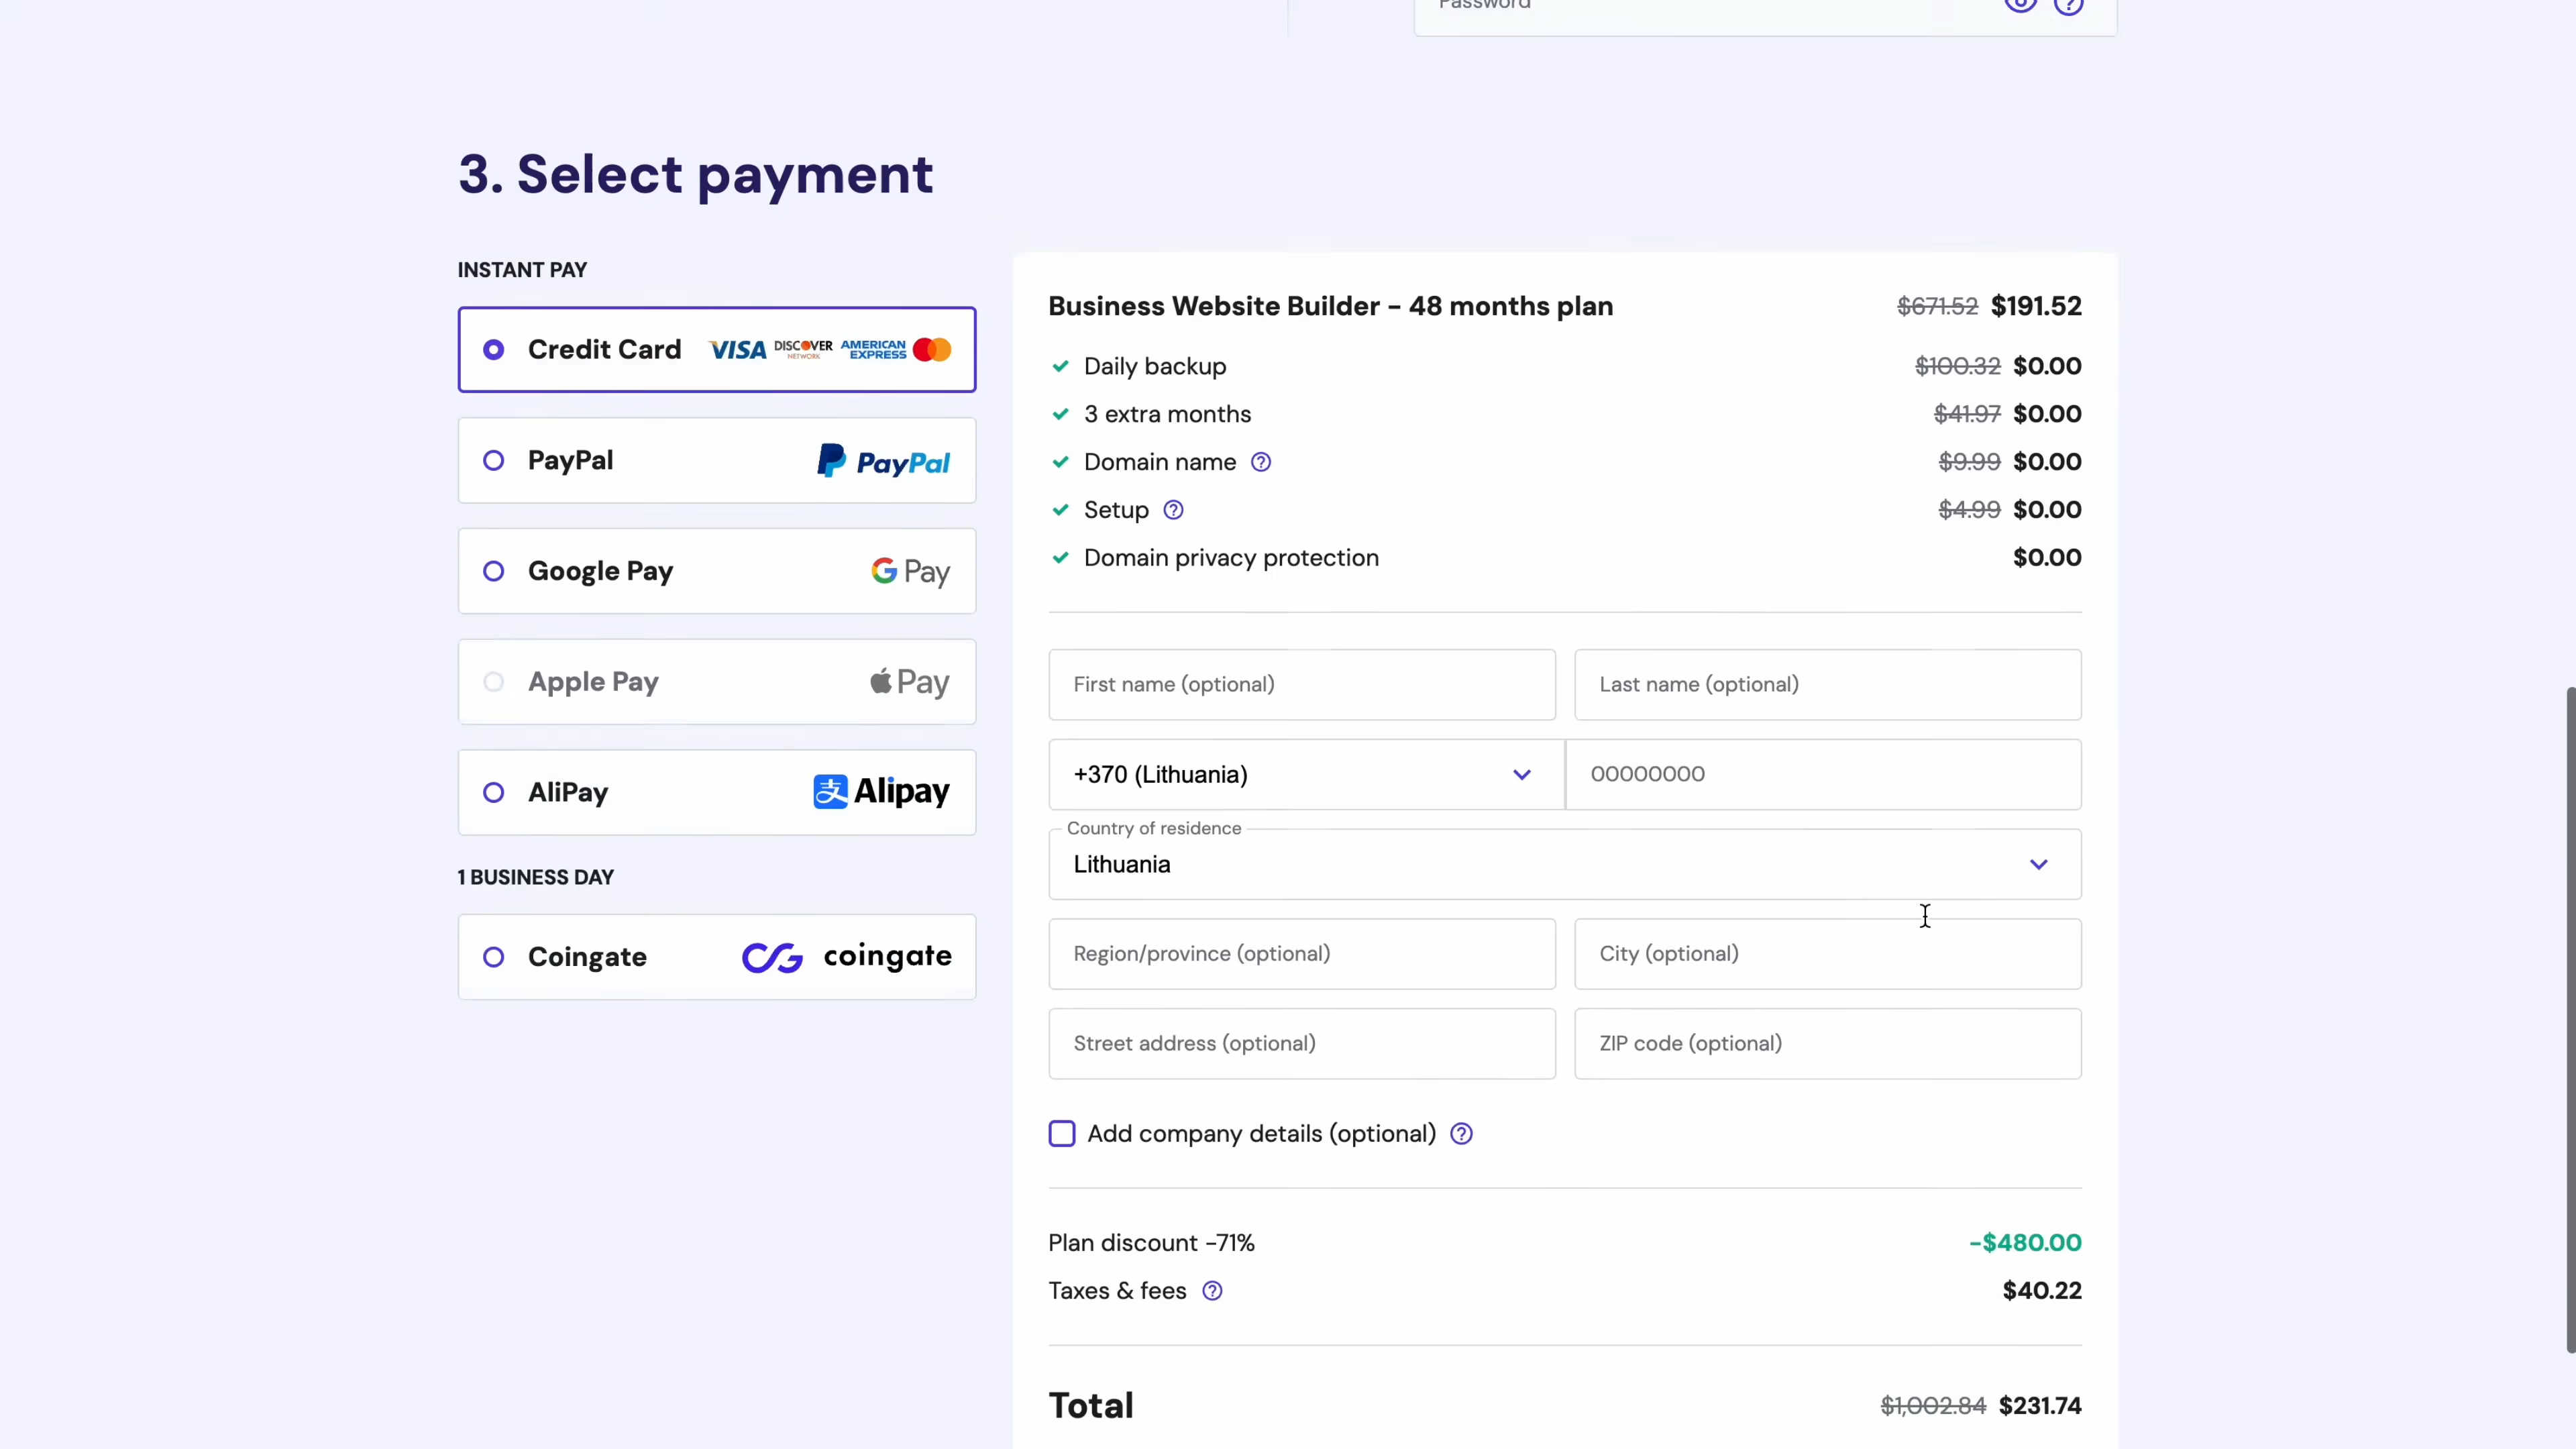 Password
3. Select payment
INSTANT PAY
Credit Card VISA DISCOVER NETWORK AMERICAN EXPRESS
PayPal PayPal
Google Pay G Pay
Apple Pay Pay
AliPay 支 Alipay
1 BUSINESS DAY
Coingate CG coingate
Business Website Builder – 48 months plan $671.52 $191.52
Daily backup $100.32 $0.00
3 extra months $41.97 $0.00
Domain name $9.99 $0.00
Setup $4.99 $0.00
Domain privacy protection $0.00
First name (optional) Last name (optional)
+370 (Lithuania) 00000000
Country of residence
Lithuania
Region/province (optional) City (optional)
Street address (optional) ZIP code (optional)
Add company details (optional)
Plan discount -71% -$480.00
Taxes & fees $40.22
Total $1,002.84 $231.74